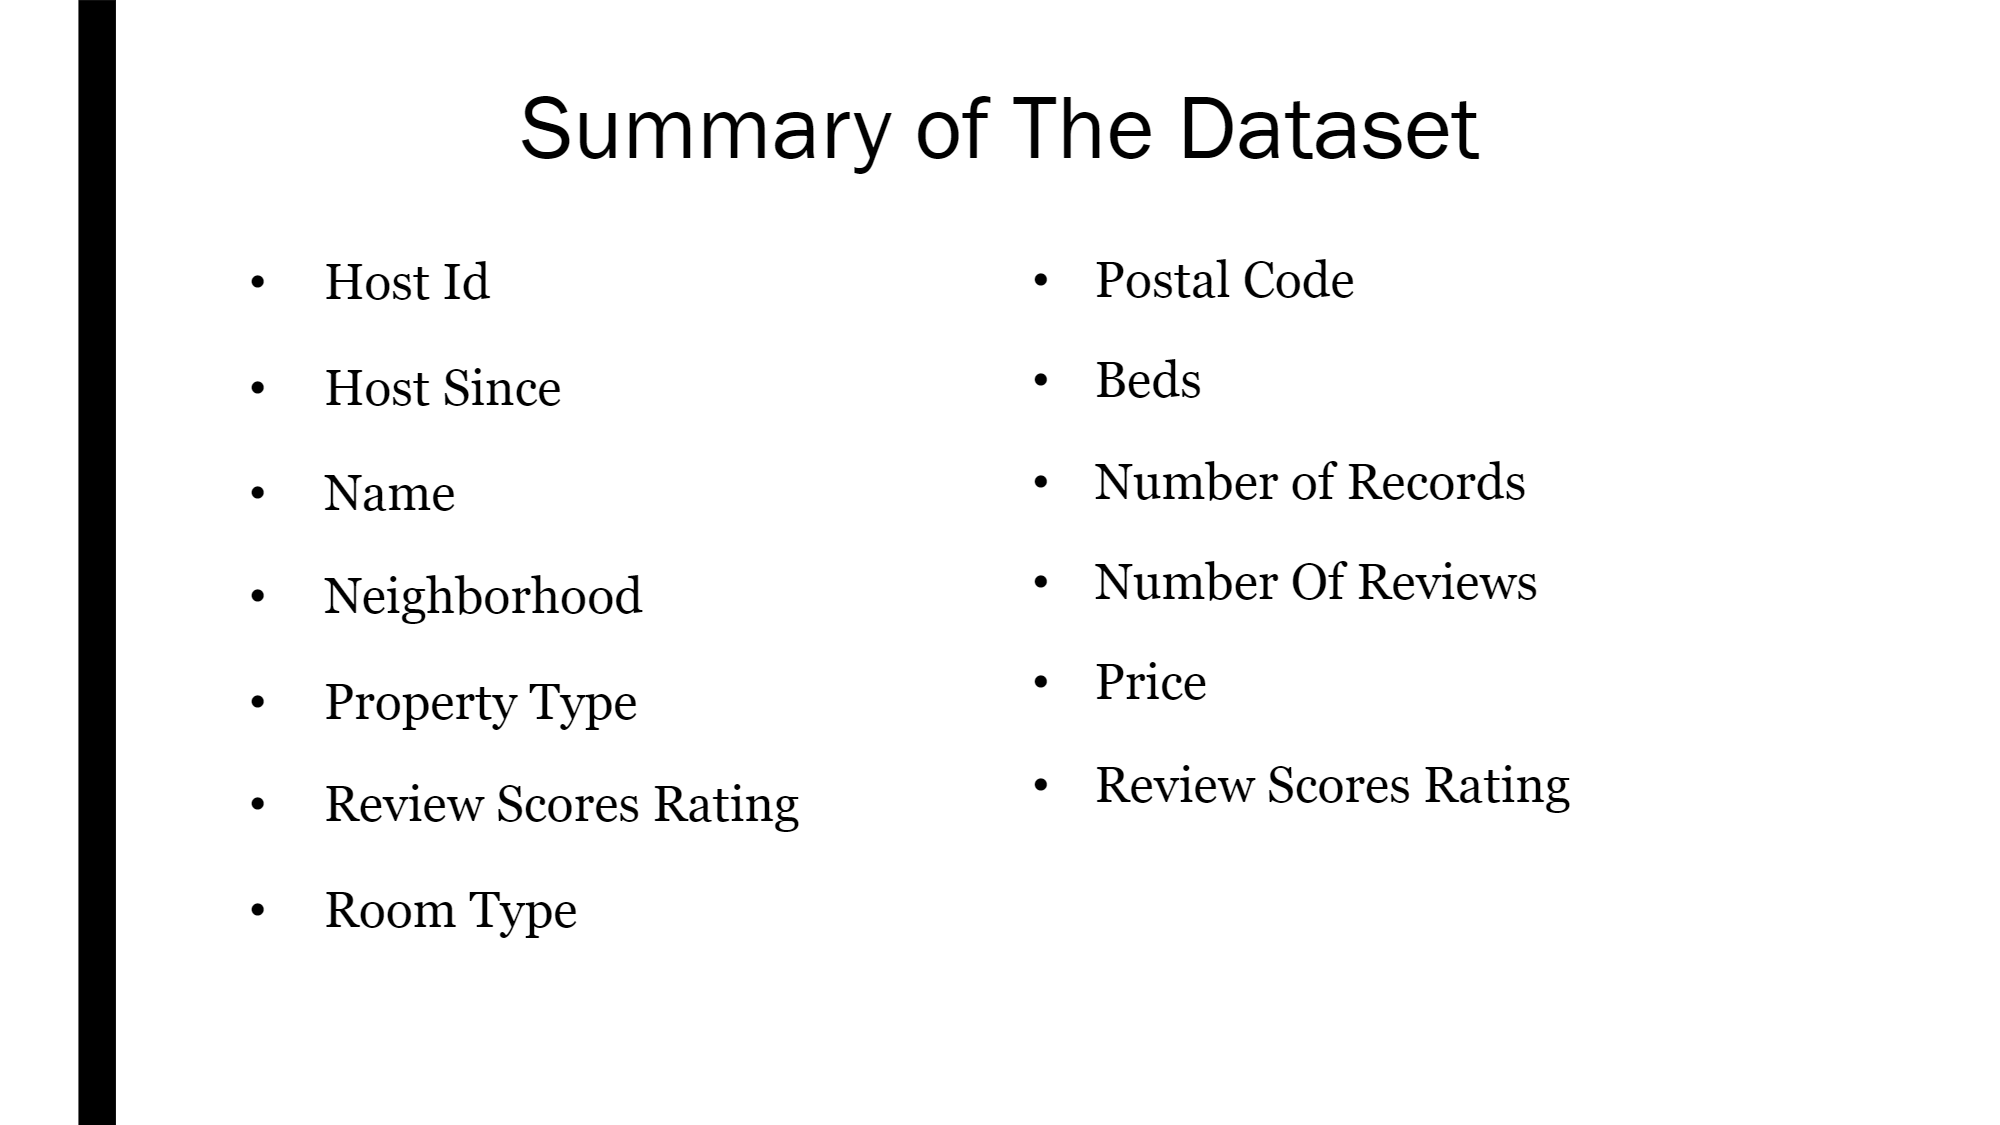 Summary of The Dataset
• Host Id
• Host Since
• Name
• Neighborhood
• Property Type
• Review Scores Rating
• Room Type
• Postal Code
• Beds
• Number of Records
• Number Of Reviews
• Price
• Review Scores Rating